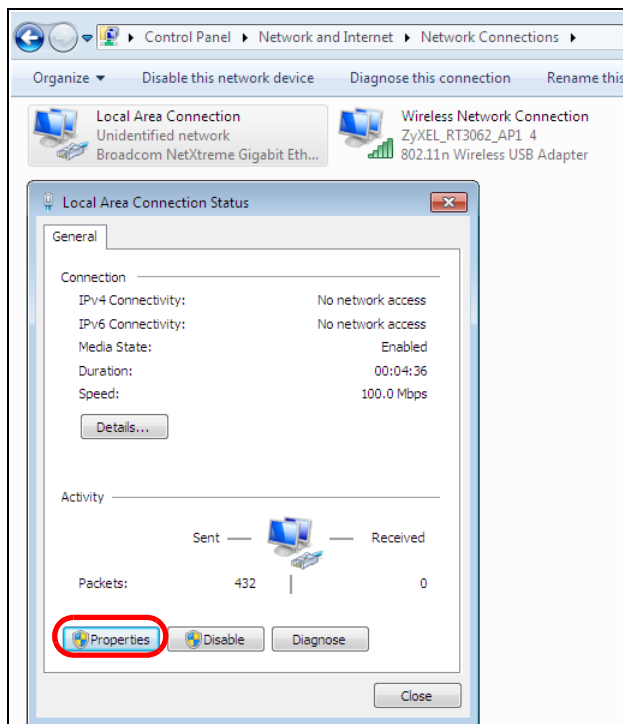 Control Panel Network and Internet Network Connections
Organize Disable this network device Diagnose this connection Rename this
Local Area Connection
Unidentified network
Broadcom NetXtreme Gigabit Eth...
Wireless Network Connection
ZyXEL_RT3062_AP1 4
802.11n Wireless USB Adapter
Local Area Connection Status
General
Connection
IPv4 Connectivity: No network access
IPv6 Connectivity: No network access
Media State: Enabled
Duration: 00:04:36
Speed: 100.0 Mbps
Details...
Activity
Sent Received
Packets: 432 0
Properties Disable Diagnose
Close